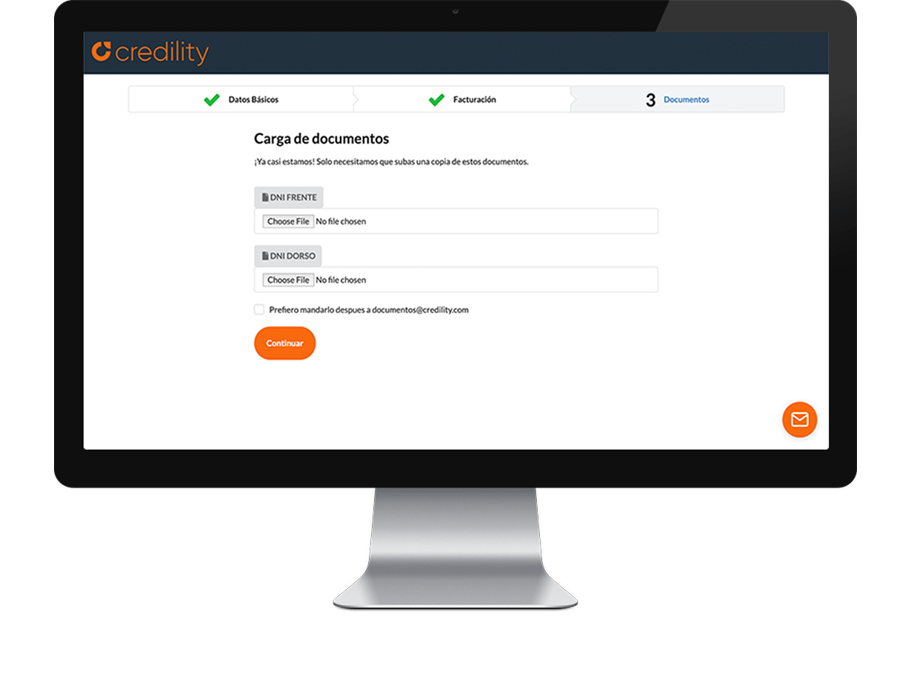 credility
Datos Básicos
Facturación
3 Documentos
Carga de documentos
¡Ya casi estamos! Solo necesitamos que subas una copia de estos documentos.
DNI FRENTE
Choose File No file chosen
DNI DORSO
Choose File No file chosen
Prefiero mandarlo despues a documentos@credility.com
Continuar